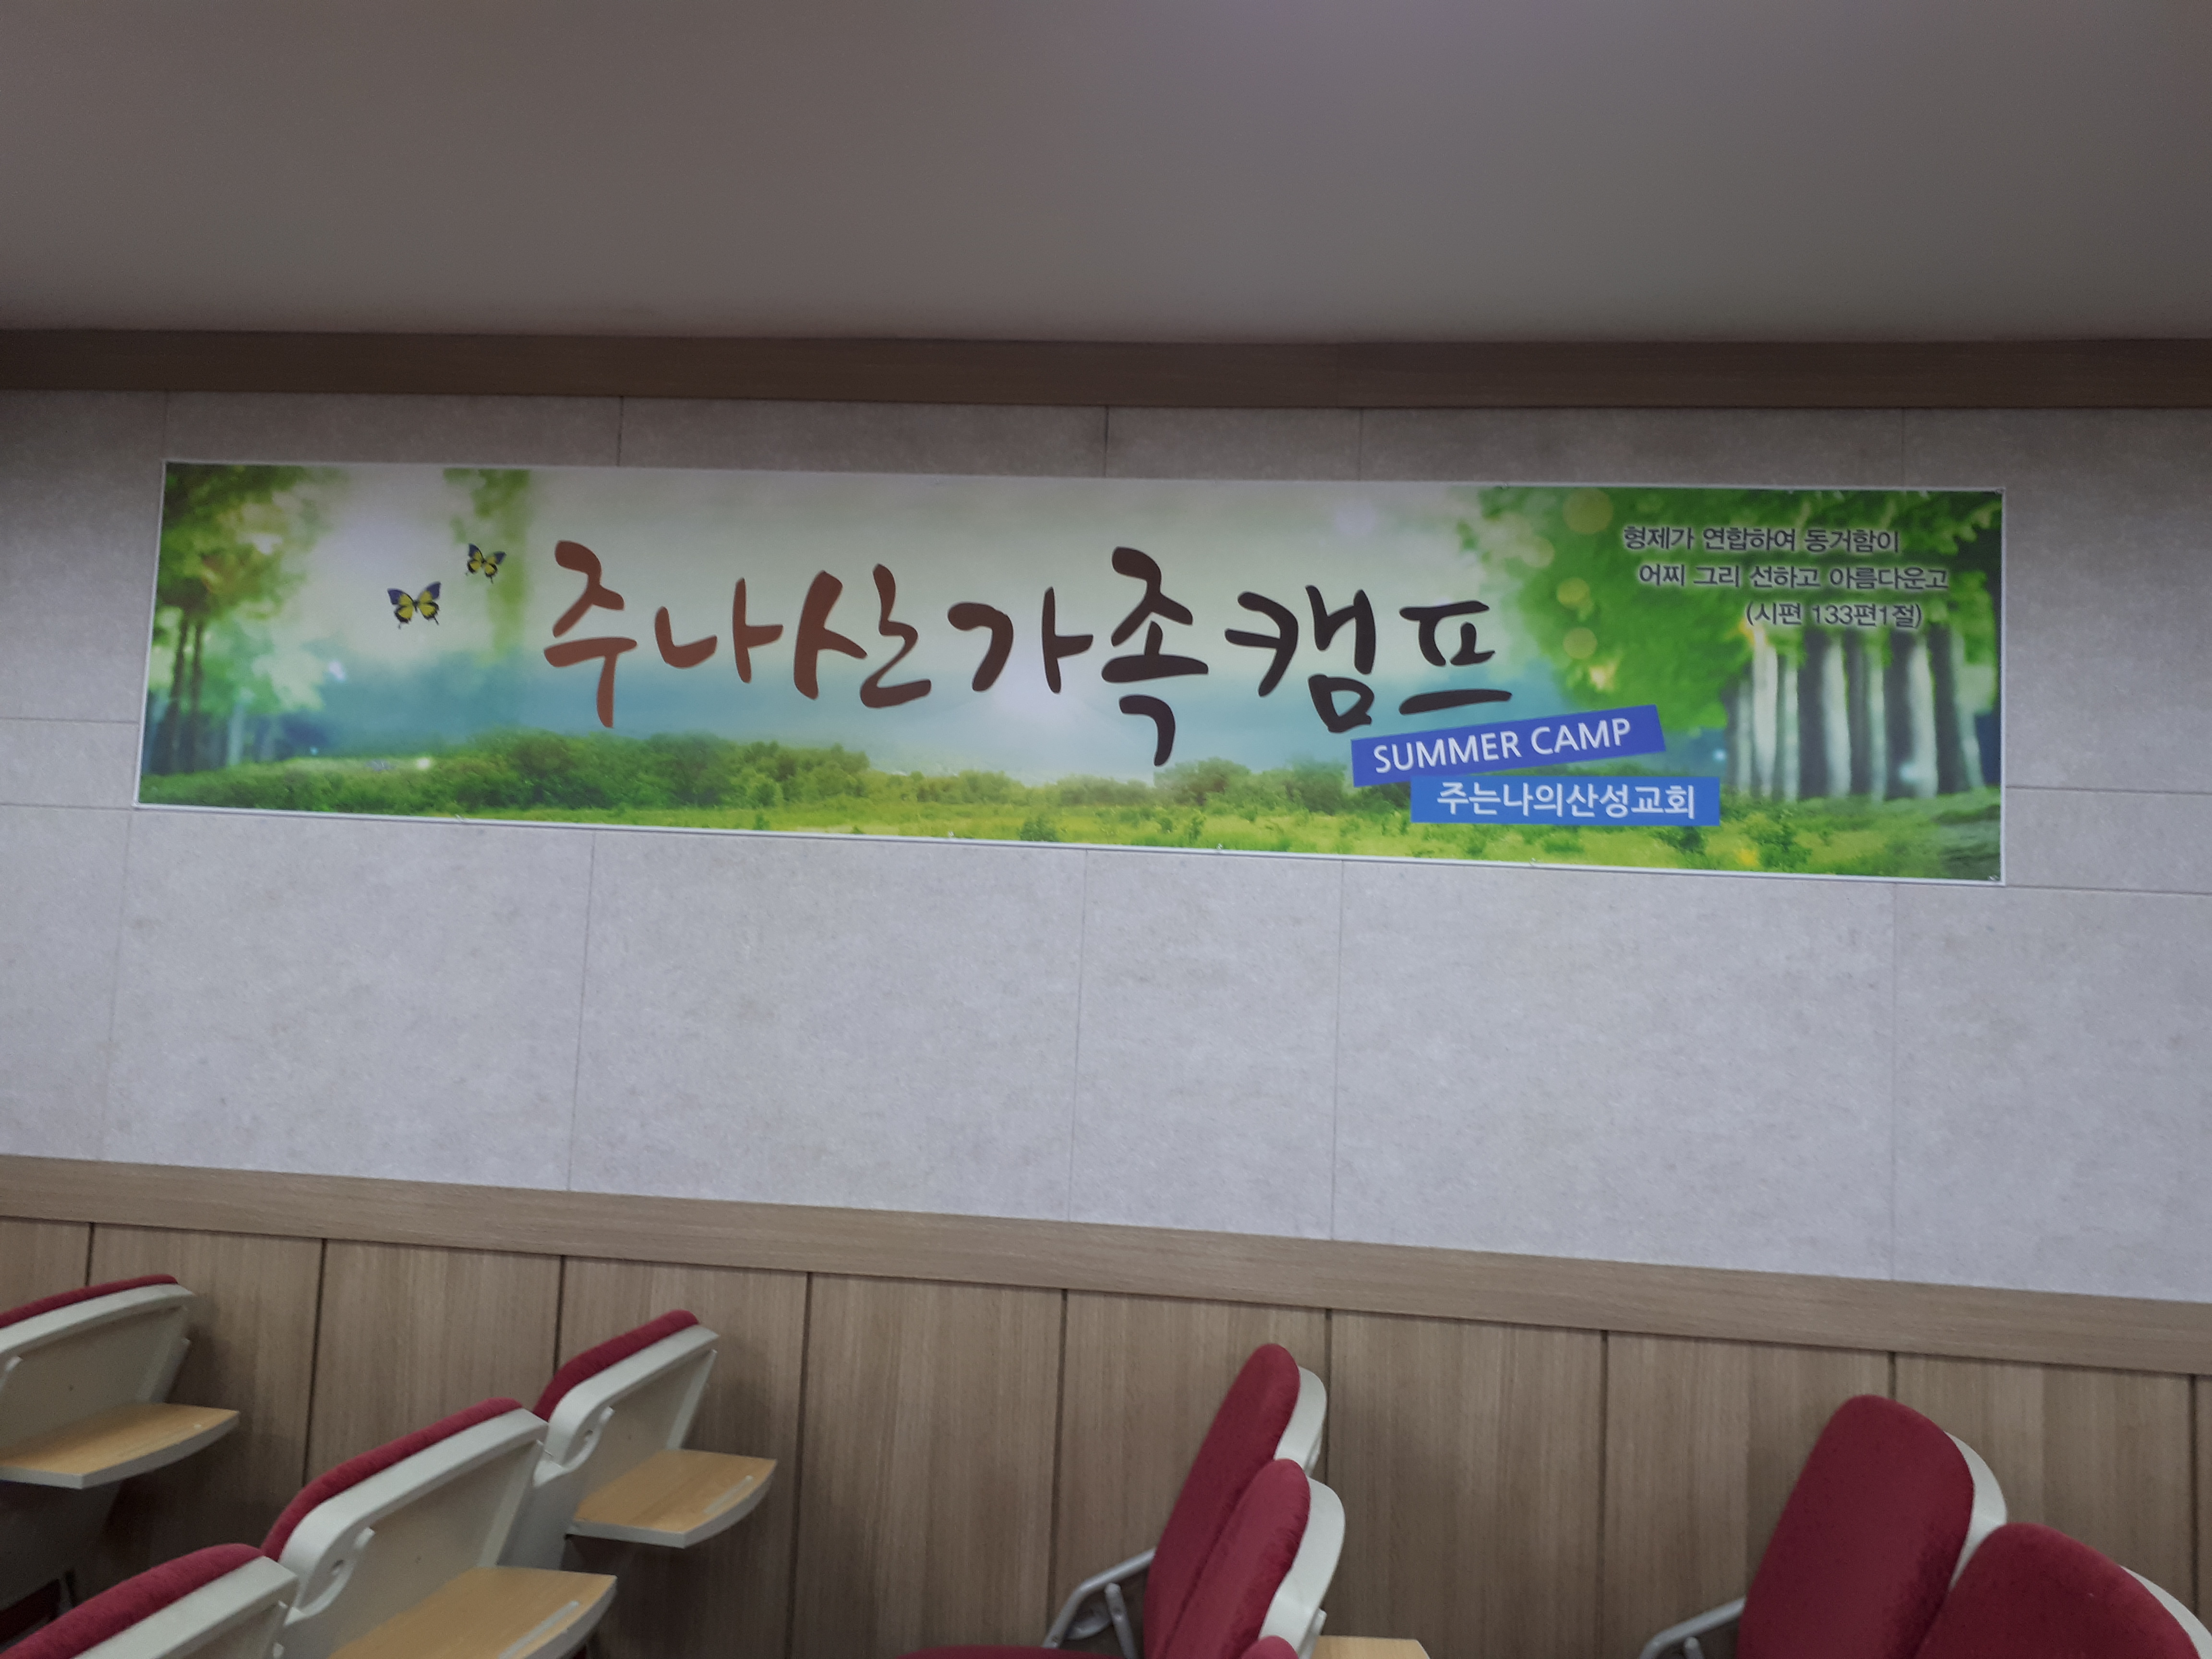 주나산가족캠프
SUMMER CAMP
주는나의산성교회
형제가 연합하여 동거함이
어찌 그리 선하고 아름다운고
(시편 133편1절)